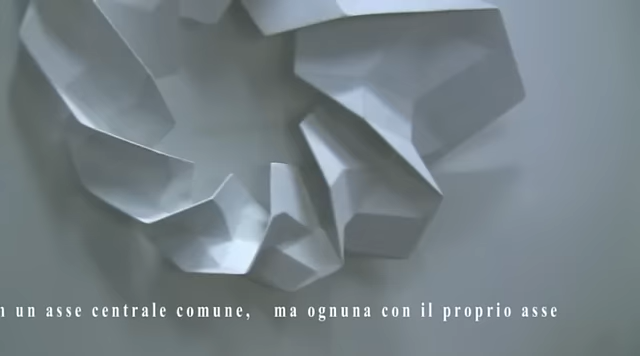 un asse centrale comune, ma ognuna con il proprio asse